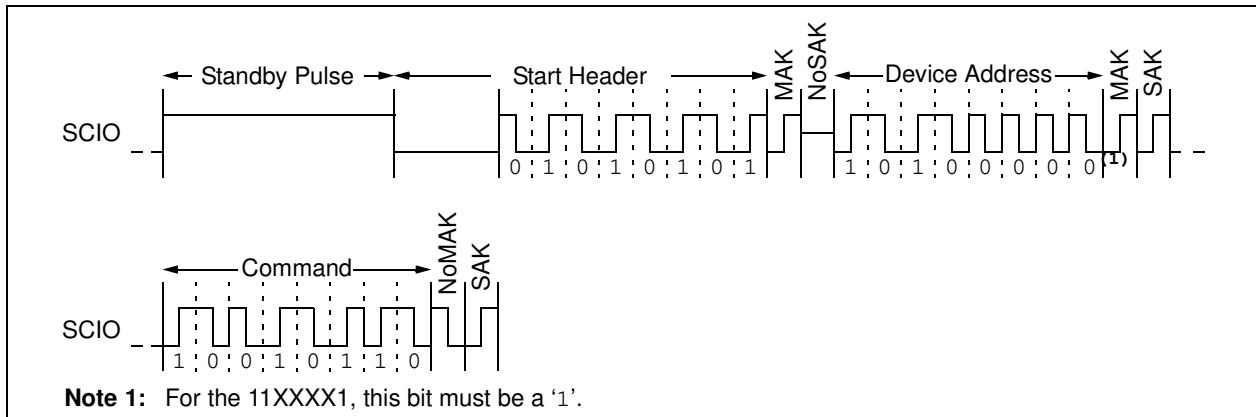 Standby Pulse Start Header MAK NoSAK Device Address MAK SAK
SCIO
0 1 0 1 0 1 0 1 1 0 1 0 0 0 0 0(1)
Command NoMAK SAK
SCIO
1 0 0 1 0 1 1 0
Note 1: For the 11XXXX1, this bit must be a ‘1’.